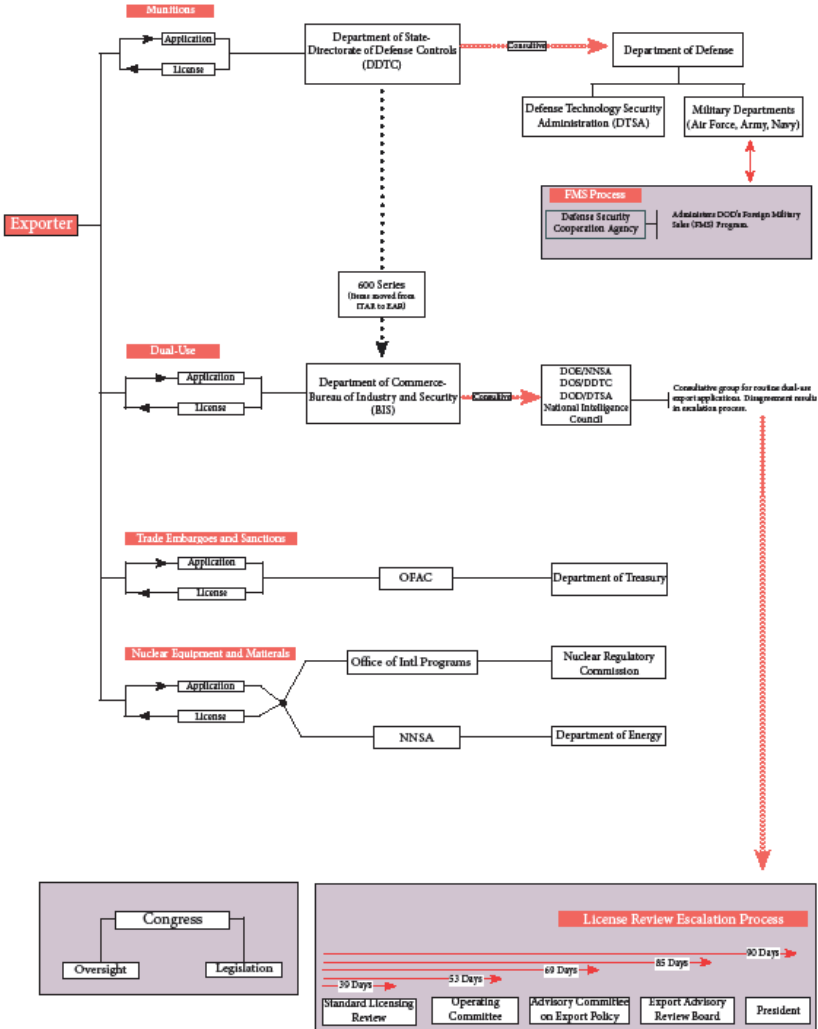 Munitions
Application
License
Department of State-
Directorate of Defense Controls
(DDTC)
Consultive
Department of Defense
Defense Technology Security
Administration (DTSA)
Military Departments
(Air Force, Army, Navy)
FMS Process
Defense Security
Cooperation Agency
Administers DOD's Foreign Military
Sales (FMS) Program.
Exporter
600 Series
(Items moved from
ITAR to EAR)
Dual-Use
Application
License
Department of Commerce-
Bureau of Industry and Security
(BIS)
Consultive
DOE/NNSA
DOS/DDTC
DOD/DTSA
National Intelligence
Council
Consultative group for routine dual-use
export applications. Disagreement results
in escalation process.
Trade Embargoes and Sanctions
Application
License
OFAC
Department of Treasury
Nuclear Equipment and Matierals
Application
License
Office of Intl Programs
Nuclear Regulatory
Commission
NNSA
Department of Energy
Congress
Oversight
Legislation
License Review Escalation Process
90 Days
85 Days
69 Days
53 Days
39 Days
Standard Licensing
Review
Operating
Committee
Advisory Committee
on Export Policy
Export Advisory
Review Board
President